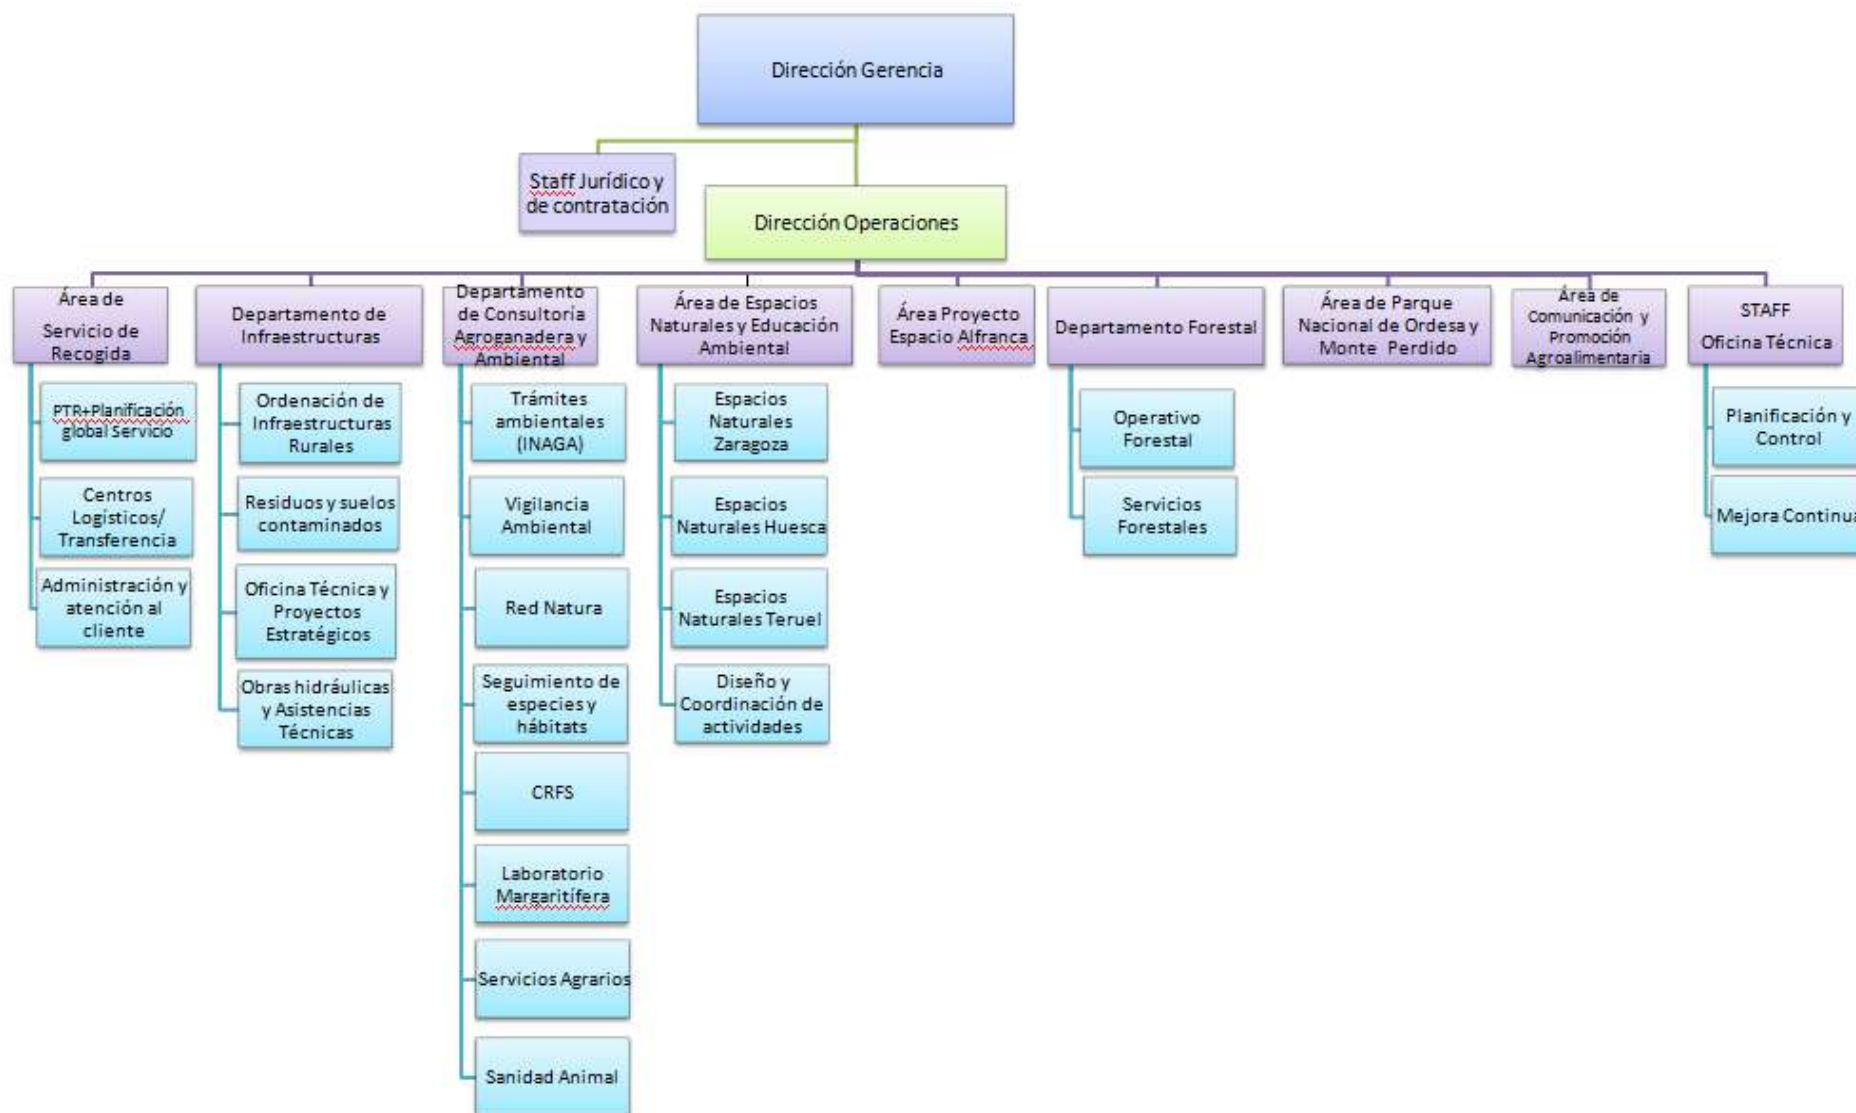 Dirección Gerencia
Staff Jurídico y
de contratación
Dirección Operaciones
Área de
Servicio de
Recogida
Departamento de
Infraestructuras
Departamento
de Consultoria
Agroganadera y
Ambiental
Área de Espacios
Naturales y Educación
Ambiental
Área Proyecto
Espacio Alfranca
Departamento Forestal
Área de Parque
Nacional de Ordesa y
Monte Perdido
Área de
Comunicación y
Promoción
Agroalimentaria
STAFF
Oficina Técnica
PTR+Planificación
global Servicio
Centros
Logísticos/
Transferencia
Administración y
atención al
cliente
Ordenación de
Infraestructuras
Rurales
Residuos y suelos
contaminados
Oficina Técnica y
Proyectos
Estratégicos
Obras hidráulicas
y Asistencias
Técnicas
Trámites
ambientales
(INAGA)
Vigilancia
Ambiental
Red Natura
Seguimiento de
especies y
hábitats
CRFS
Laboratorio
Margaritífera
Servicios Agrarios
Sanidad Animal
Espacios
Naturales
Zaragoza
Espacios
Naturales Huesca
Espacios
Naturales Teruel
Diseño y
Coordinación de
actividades
Operativo
Forestal
Servicios
Forestales
Planificación y
Control
Mejora Continua